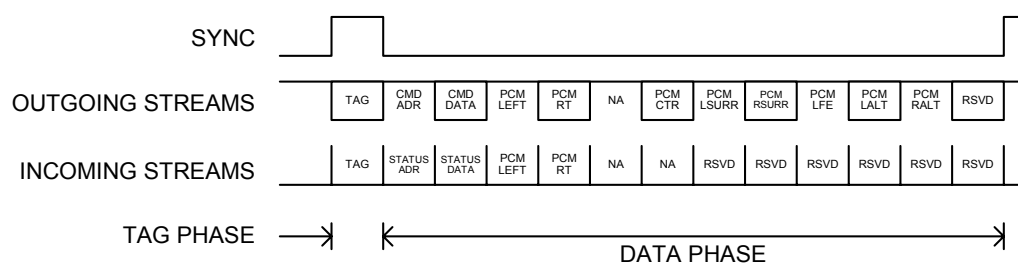 SYNC
OUTGOING STREAMS TAG CMD ADR CMD DATA PCM LEFT PCM RT NA PCM CTR PCM LSURR PCM RSURR PCM LFE PCM LALT PCM RALT RSVD
INCOMING STREAMS TAG STATUS ADR STATUS DATA PCM LEFT PCM RT NA NA RSVD RSVD RSVD RSVD RSVD RSVD
TAG PHASE
DATA PHASE